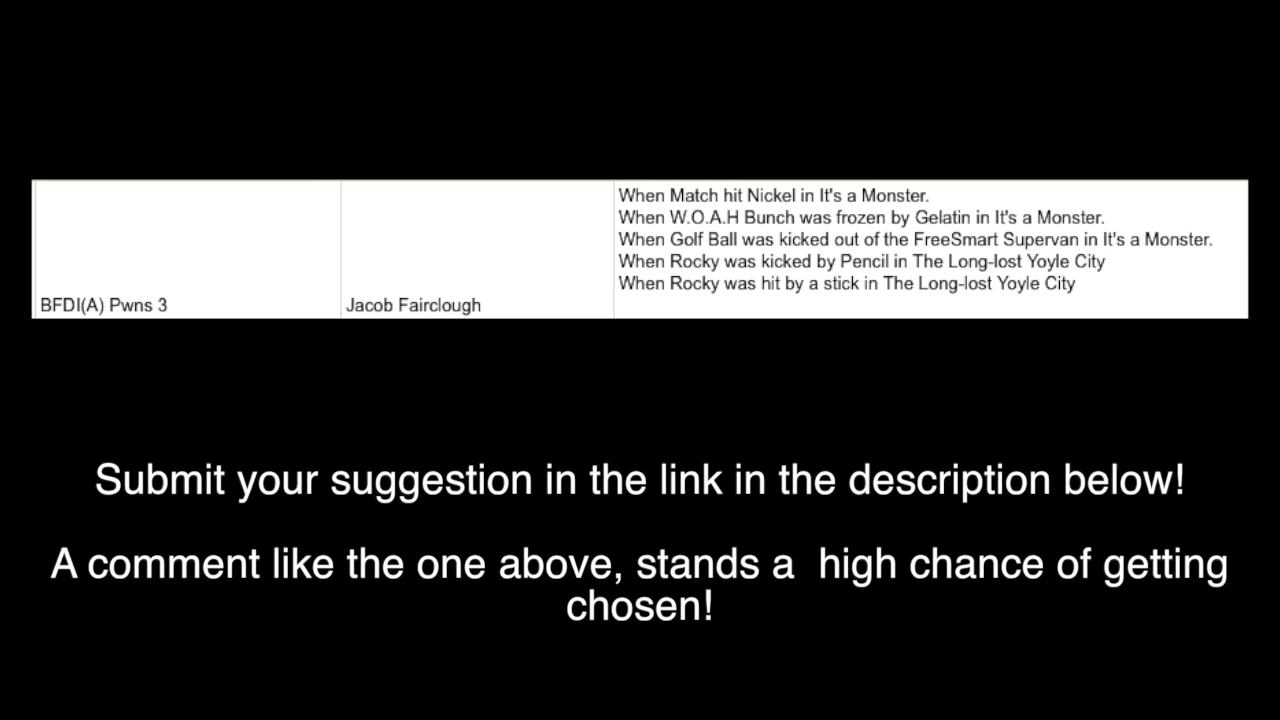 When Match hit Nickel in It's a Monster.
When W.O.A.H Bunch was frozen by Gelatin in It's a Monster.
When Golf Ball was kicked out of the FreeSmart Supervan in It's a Monster.
When Rocky was kicked by Pencil in The Long-lost Yoyle City
When Rocky was hit by a stick in The Long-lost Yoyle City
BFDI(A) Pwns 3
Jacob Fairclough
Submit your suggestion in the link in the description below!
A comment like the one above, stands a  high chance of getting
chosen!